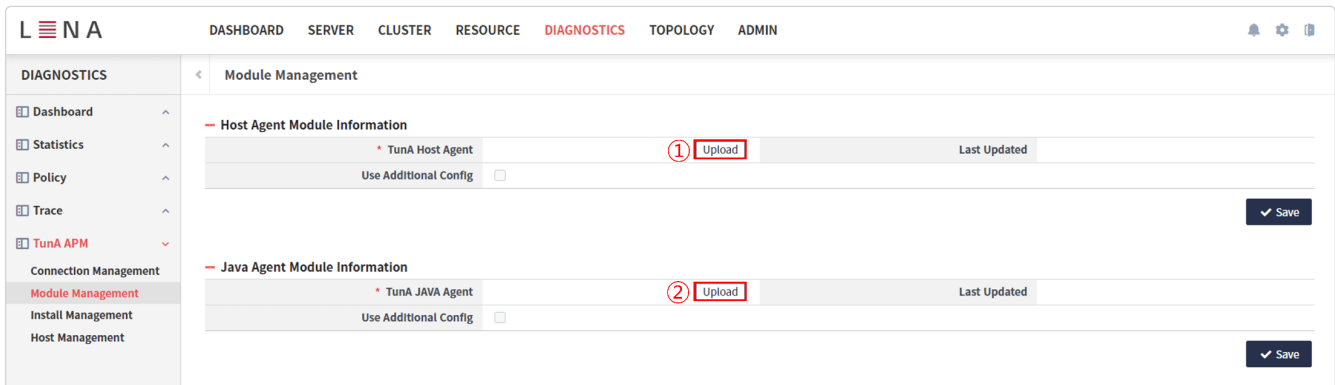 LENA DASHBOARD SERVER CLUSTER RESOURCE DIAGNOSTICS TOPOLOGY ADMIN
DIAGNOSTICS
Module Management
Dashboard
Statistics
Policy
Trace
TunA APM
Connection Management
Module Management
Install Management
Host Management
Host Agent Module Information
* TunA Host Agent ① Upload Last Updated
Use Additional Config
Save
Java Agent Module Information
* TunA JAVA Agent ② Upload Last Updated
Use Additional Config
Save